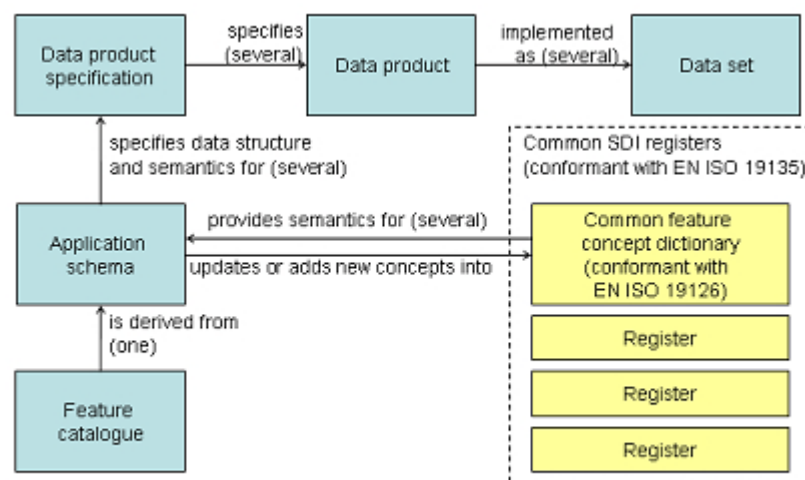 Data product
specification
specifies
(several)
Data product
implemented
as (several)
Data set
specifies data structure
and semantics for (several)
Common SDI registers
(conformant with EN ISO 19135)
Application
schema
provides semantics for (several)
updates or adds new concepts into
Common feature
concept dictionary
(conformant with
EN ISO 19126)
is derived from
(one)
Register
Feature
catalogue
Register
Register